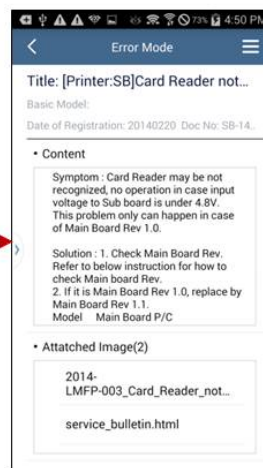 73% 4:50 PM
Error Mode
Title: [Printer:SB]Card Reader not...
Basic Model:
Date of Registration: 20140220 Doc No: SB-14..
• Content
Symptom : Card Reader may be not
recognized, no operation in case input
voltage to Sub board is under 4.8V.
This problem only can happen in case
of Main Board Rev 1.0.
Solution : 1. Check Main Board Rev.
Refer to below instruction for how to
check Main board Rev.
2. If it is Main Board Rev 1.0, replace by
Main Board Rev 1.1.
Model Main Board P/C
• Attatched Image(2)
2014-
LMFP-003_Card_Reader_not...
service_bulletin.html